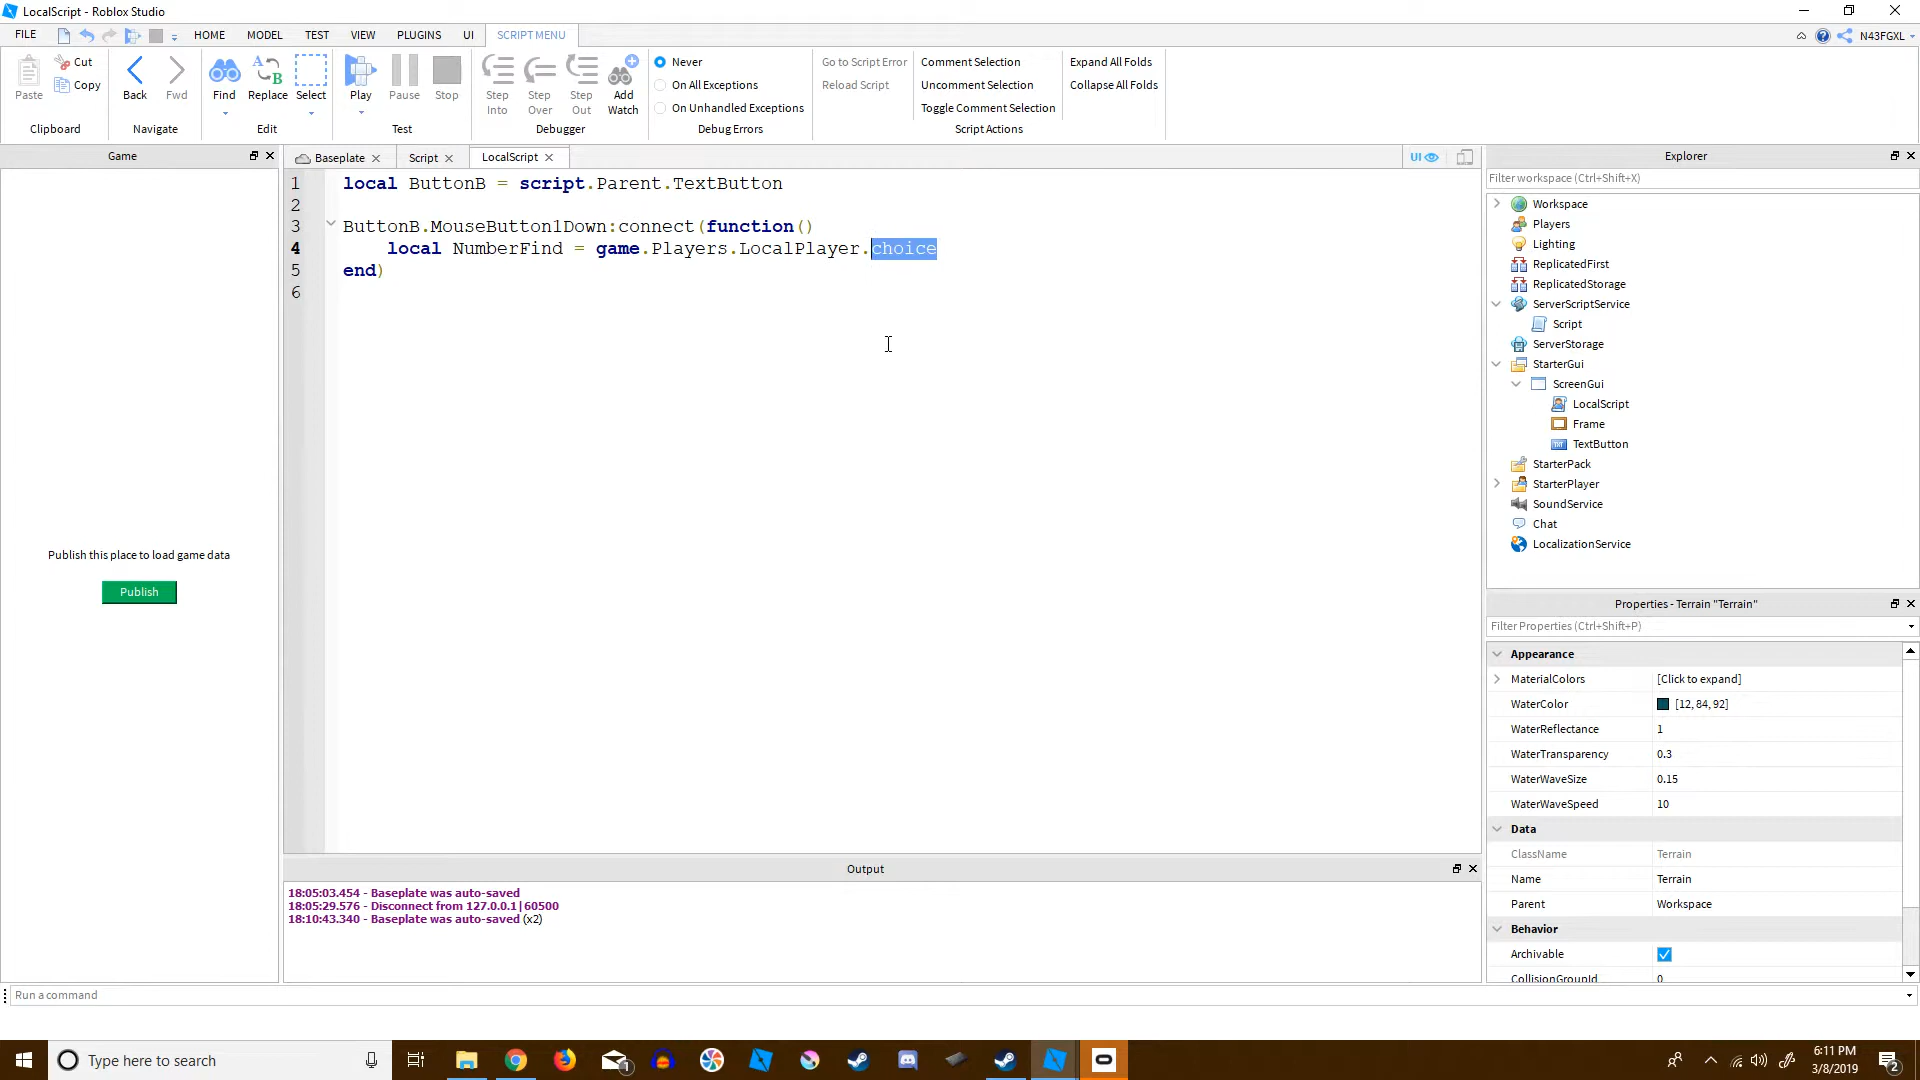 LocalScript - Roblox Studio
FILE
HOME
MODEL
TEST
VIEW
PLUGINS
UI
SCRIPT MENU
N43FGXL
Paste
Cut
Copy
Clipboard
Back
Fwd
Navigate
Find
Replace
Select
Edit
Play
Pause
Stop
Test
Step Into
Step Over
Step Out
Add Watch
Debugger
Never
On All Exceptions
On Unhandled Exceptions
Debug Errors
Go to Script Error
Reload Script
Comment Selection
Uncomment Selection
Toggle Comment Selection
Script Actions
Expand All Folds
Collapse All Folds
Game
Publish this place to load game data
Publish
Baseplate
Script
LocalScript
UI
1 local ButtonB = script.Parent.TextButton
2
3 ButtonB.MouseButton1Down:connect(function()
4 local NumberFind = game.Players.LocalPlayer.choice
5 end)
6
Output
18:05:03.454 - Baseplate was auto-saved
18:05:29.576 - Disconnect from 127.0.0.1|60500
18:10:43.340 - Baseplate was auto-saved (x2)
Explorer
Filter workspace (Ctrl+Shift+X)
Workspace
Players
Lighting
ReplicatedFirst
ReplicatedStorage
ServerScriptService
Script
ServerStorage
StarterGui
ScreenGui
LocalScript
Frame
TextButton
StarterPack
StarterPlayer
SoundService
Chat
LocalizationService
Properties - Terrain "Terrain"
Filter Properties (Ctrl+Shift+P)
Appearance
MaterialColors [Click to expand]
WaterColor [12, 84, 92]
WaterReflectance 1
WaterTransparency 0.3
WaterWaveSize 0.15
WaterWaveSpeed 10
Data
ClassName Terrain
Name Terrain
Parent Workspace
Behavior
Archivable
CollisionGroupId 0
Run a command
Type here to search
1
6:11 PM
3/8/2019
2